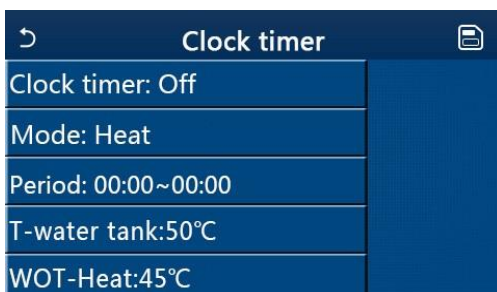 Clock timer
Clock timer: Off
Mode: Heat
Period: 00:00~00:00
T-water tank:50℃
WOT-Heat:45℃